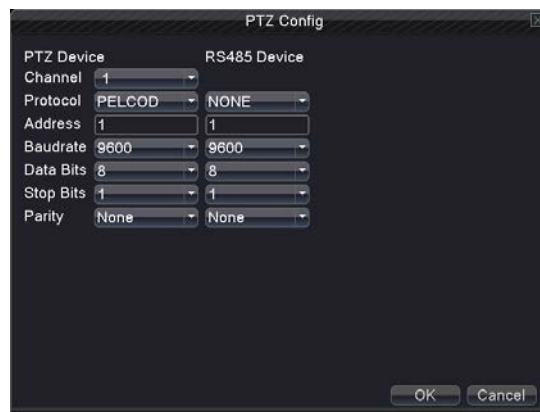 PTZ Config
PTZ Device RS485 Device
Channel 1
Protocol PELCOD NONE
Address 1 1
Baudrate 9600 9600
Data Bits 8 8
Stop Bits 1 1
Parity None None
OK Cancel